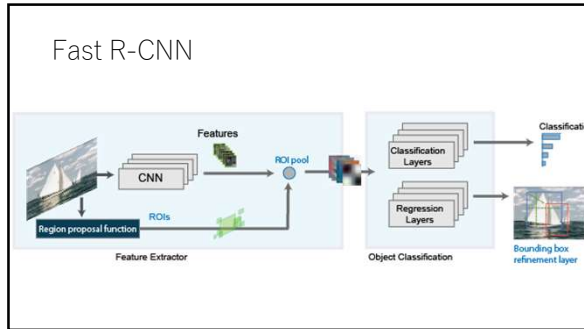 Fast R-CNN
Features
CNN
ROI pool
Region proposal function
ROIs
Feature Extractor
Classification
Layers
Regression
Layers
Object Classification
Classificatio
Bounding box
refinement layer